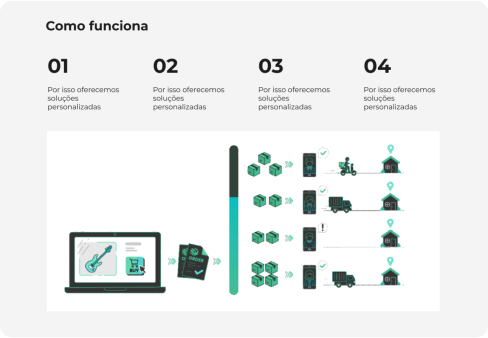 Como funciona
01
Por isso oferecemos
soluções
personalizadas
02
Por isso oferecemos
soluções
personalizadas
03
Por isso oferecemos
soluções
personalizadas
04
Por isso oferecemos
soluções
personalizadas
BUY
ORDER